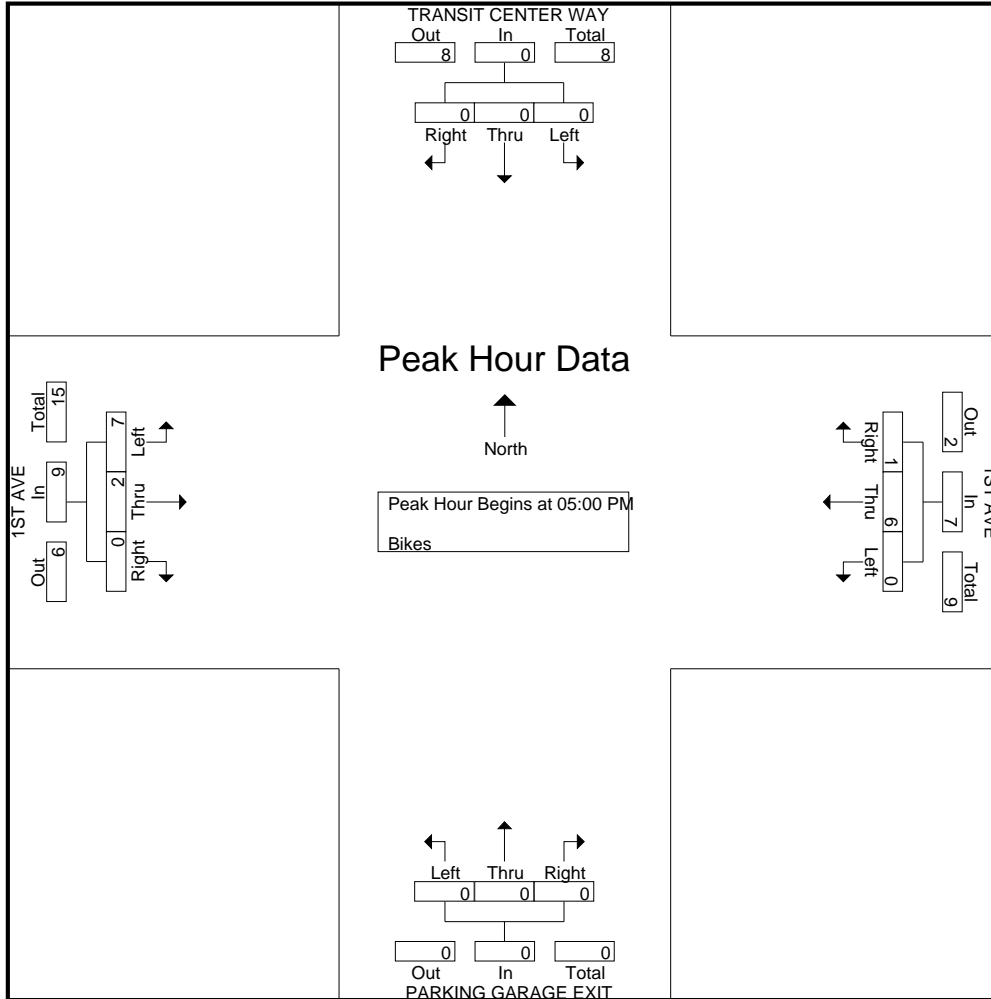 TRANSIT CENTER WAY
Out In Total
8 0 8
0 0 0
Right Thru Left
Peak Hour Data
North
Peak Hour Begins at 05:00 PM
Bikes
1ST AVE
Out In Total
6 9 15
0 2 7
Right Thru Left
1ST AVE
Out In Total
2 7 9
1 6 0
Right Thru Left
Left Thru Right
0 0 0
0 0 0
Out In Total
PARKING GARAGE EXIT